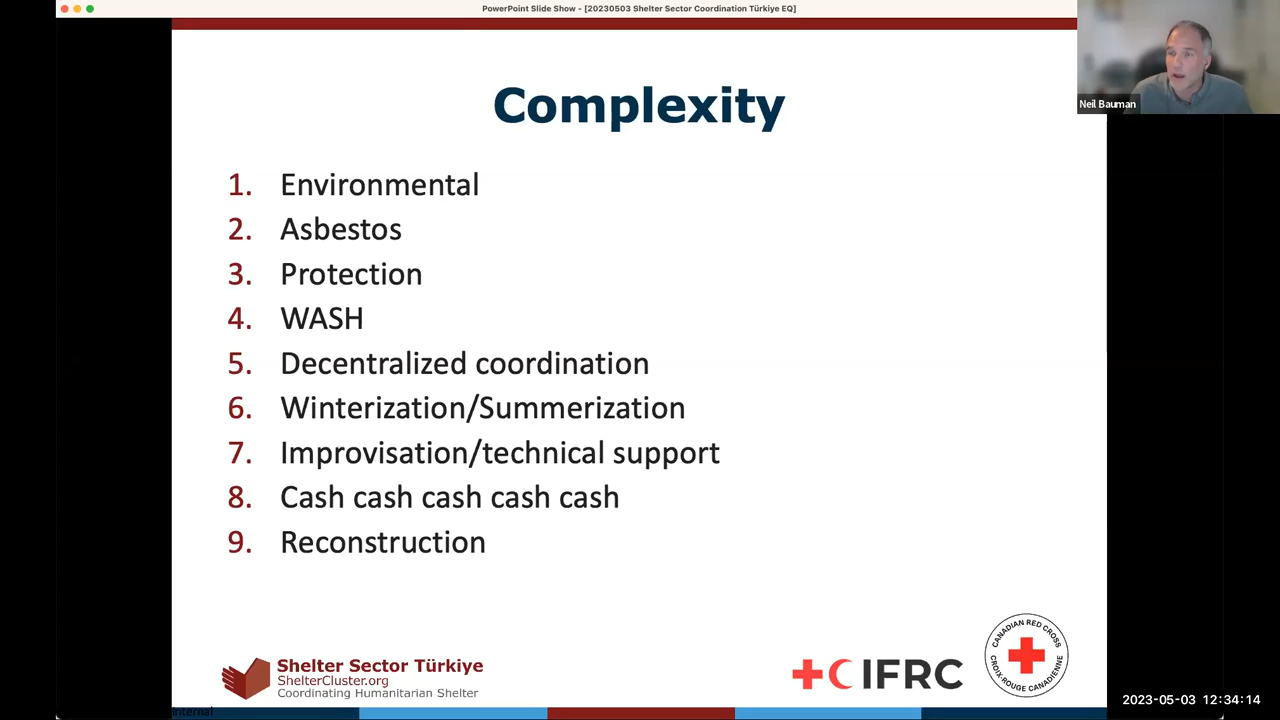 PowerPoint Slide Show - [20230503 Shelter Sector Coordination Türkiye EQ]
Neil Bauman
Complexity
1. Environmental
2. Asbestos
3. Protection
4. WASH
5. Decentralized coordination
6. Winterization/Summerization
7. Improvisation/technical support
8. Cash cash cash cash cash
9. Reconstruction
Shelter Sector Türkiye
ShelterCluster.org
Coordinating Humanitarian Shelter
IFRC
CANADIAN RED CROSS
CROIX-ROUGE CANADIENNE
2023-05-03 12:34:14
Internal